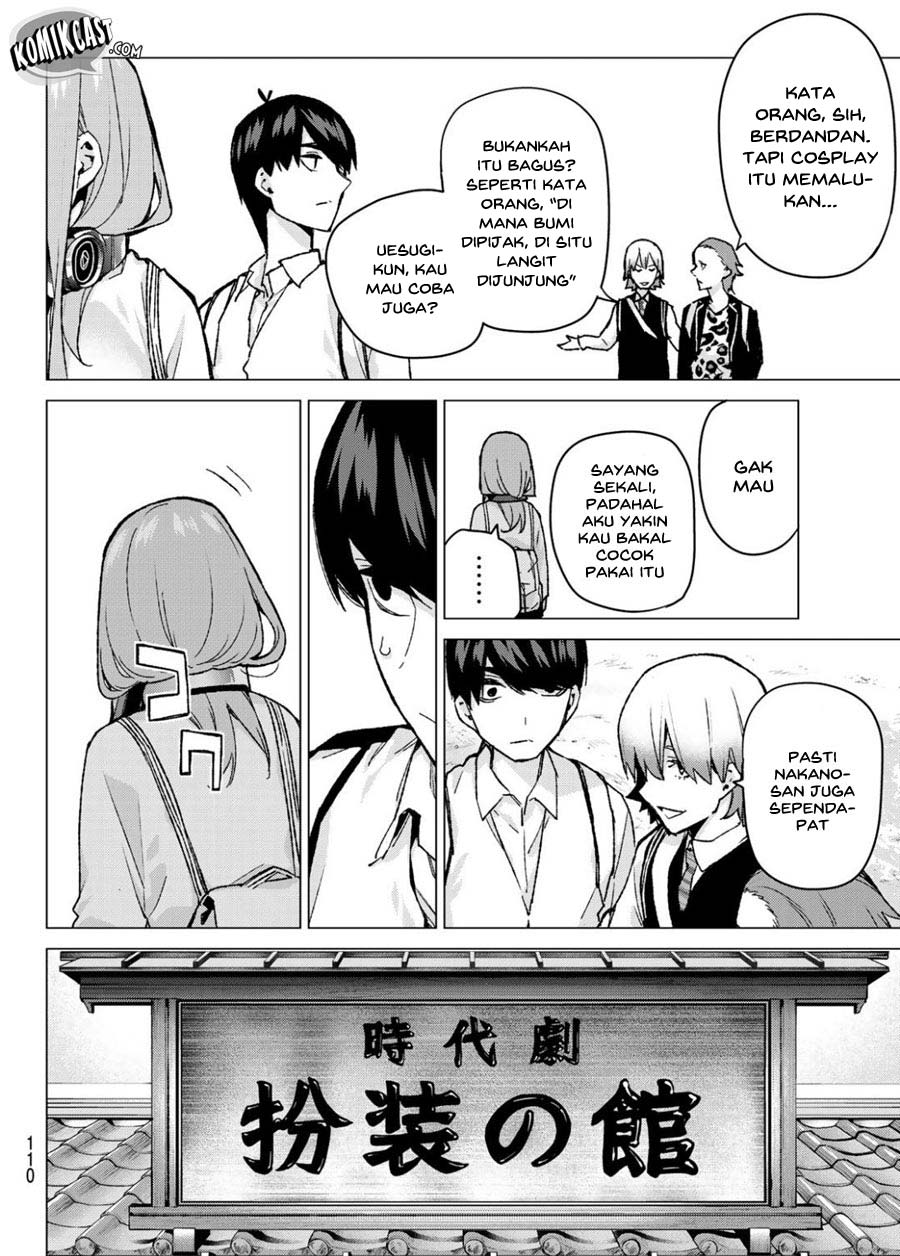 KOMIKCAST
.COM
KATA
ORANG, SIH,
BERDANDAN.
TAPI COSPLAY
ITU MEMALU-
KAN...
BUKANKAH
ITU BAGUS?
SEPERTI KATA
ORANG, “DI
MANA BUMI
DIPIJAK, DI SITU
LANGIT
DIJUNJUNG”
UESUGI-
KUN, KAU
MAU COBA
JUGA?
GAK
MAU
SAYANG
SEKALI,
PADAHAL
AKU YAKIN
KAU BAKAL
COCOK
PAKAI ITU
......
PASTI
NAKANO-
SAN JUGA
SEPENDA-
PAT
コク
時代劇
扮装の館
110